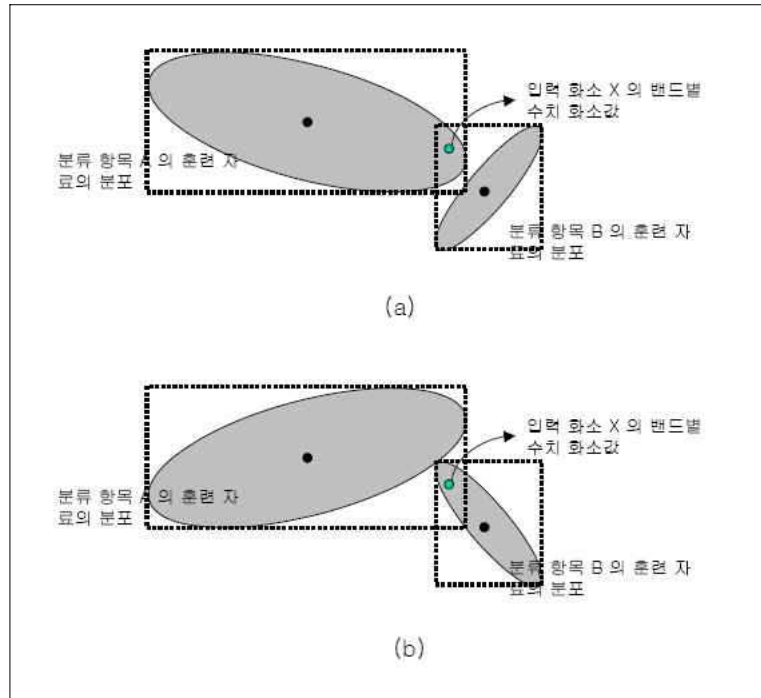 입력 화소 X 의 밴드별
수치 화소값
분류 항목 A 의 훈련 자
료의 분포
분류 항목 B 의 훈련 자
료의 분포
(a)
입력 화소 X 의 밴드별
수치 화소값
분류 항목 A 의 훈련 자
료의 분포
분류 항목 B 의 훈련 자
료의 분포
(b)